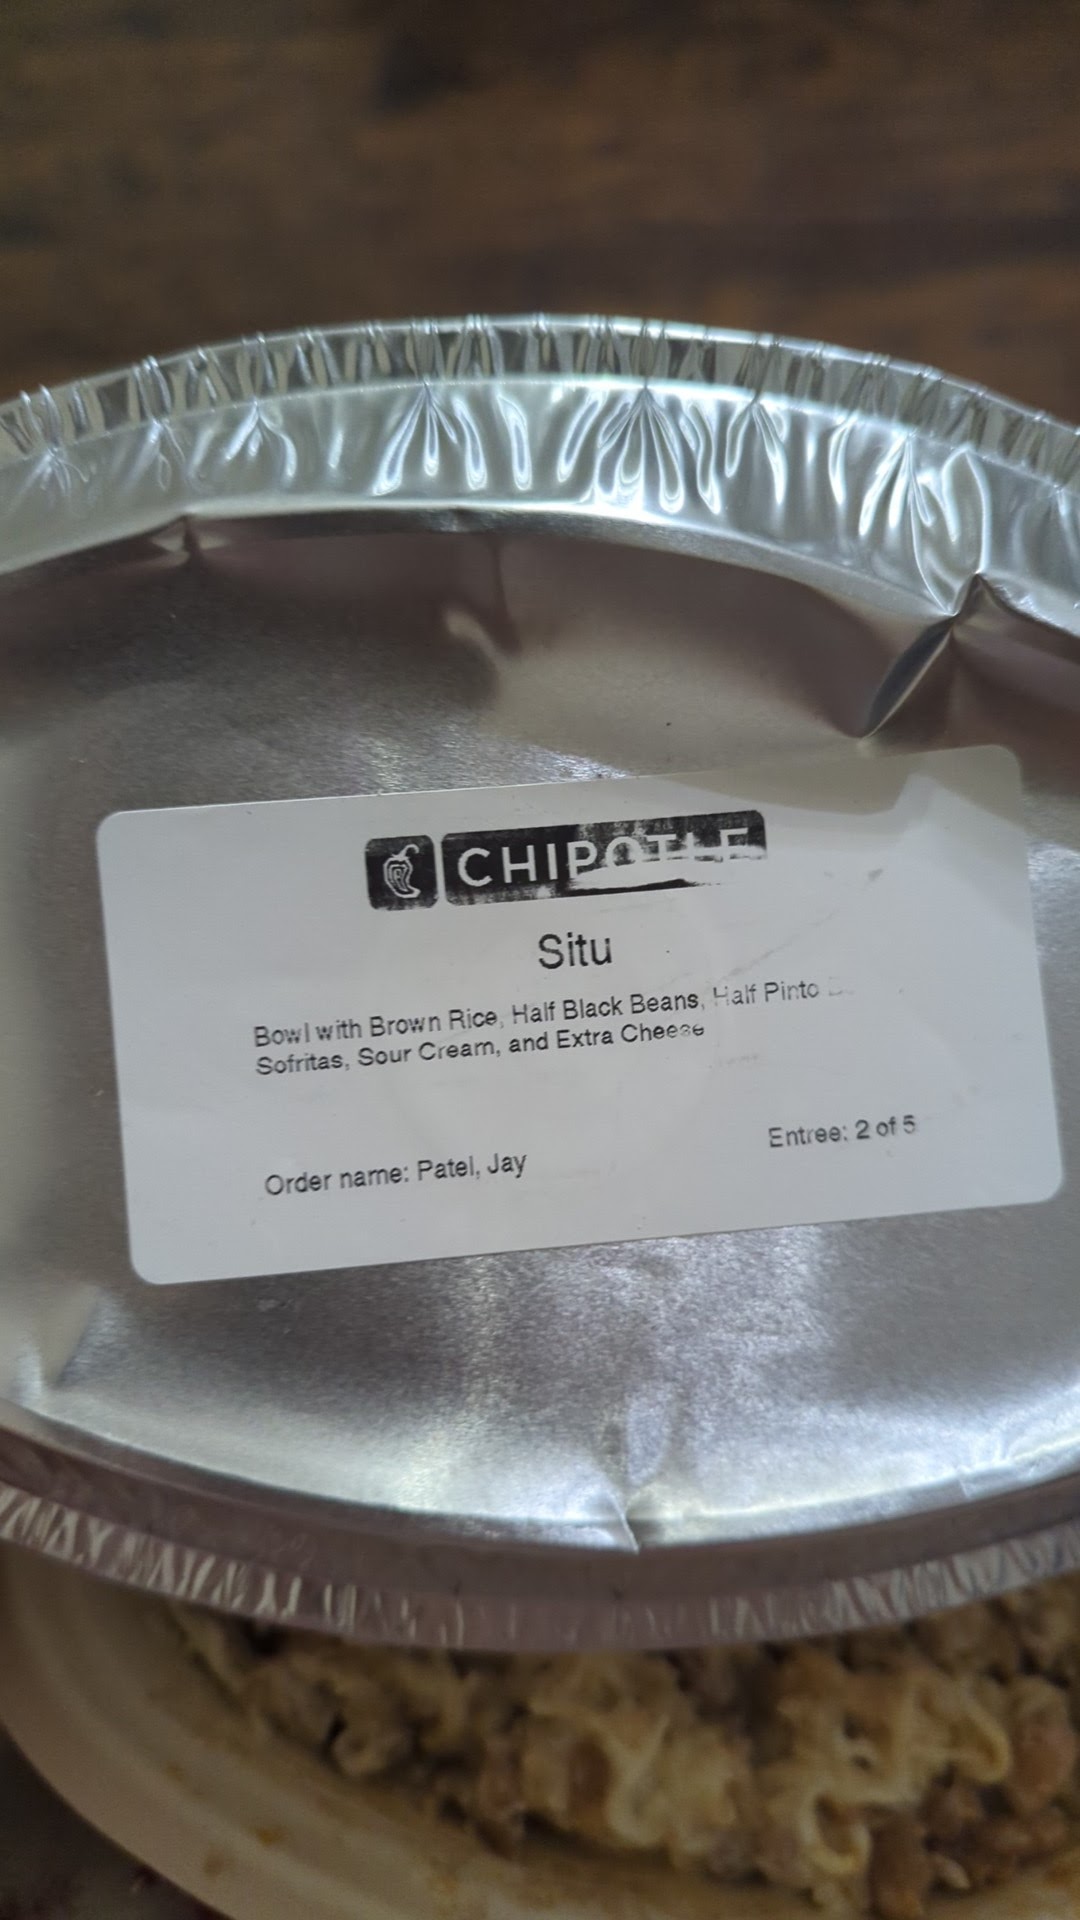 CHIPOTLE
Situ
Bowl with Brown Rice, Half Black Beans, Half Pinto
Sofritas, Sour Cream, and Extra Cheese
Entree: 2 of 5
Order name: Patel, Jay